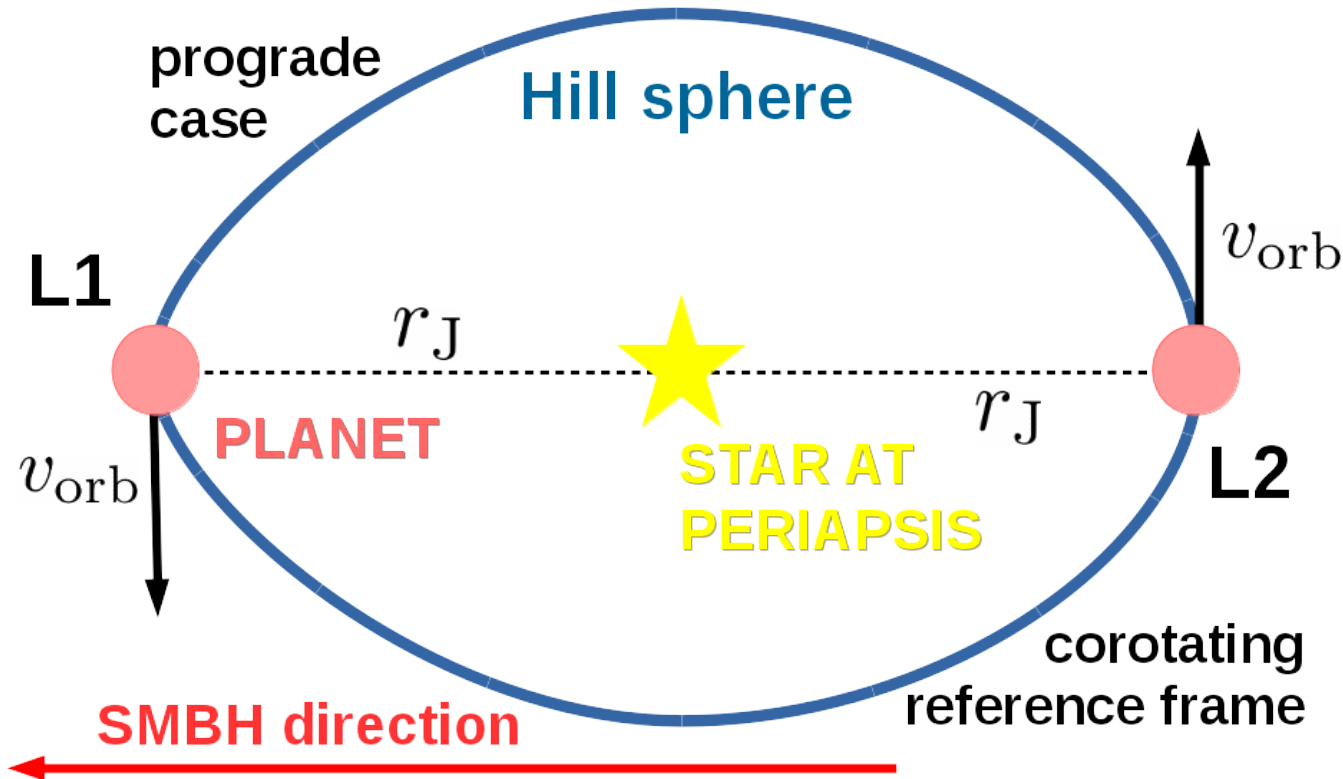 prograde
case
Hill sphere
v_orb
L1
r_J
r_J
PLANET
v_orb
STAR AT
PERIAPSIS
L2
corotating
reference frame
SMBH direction